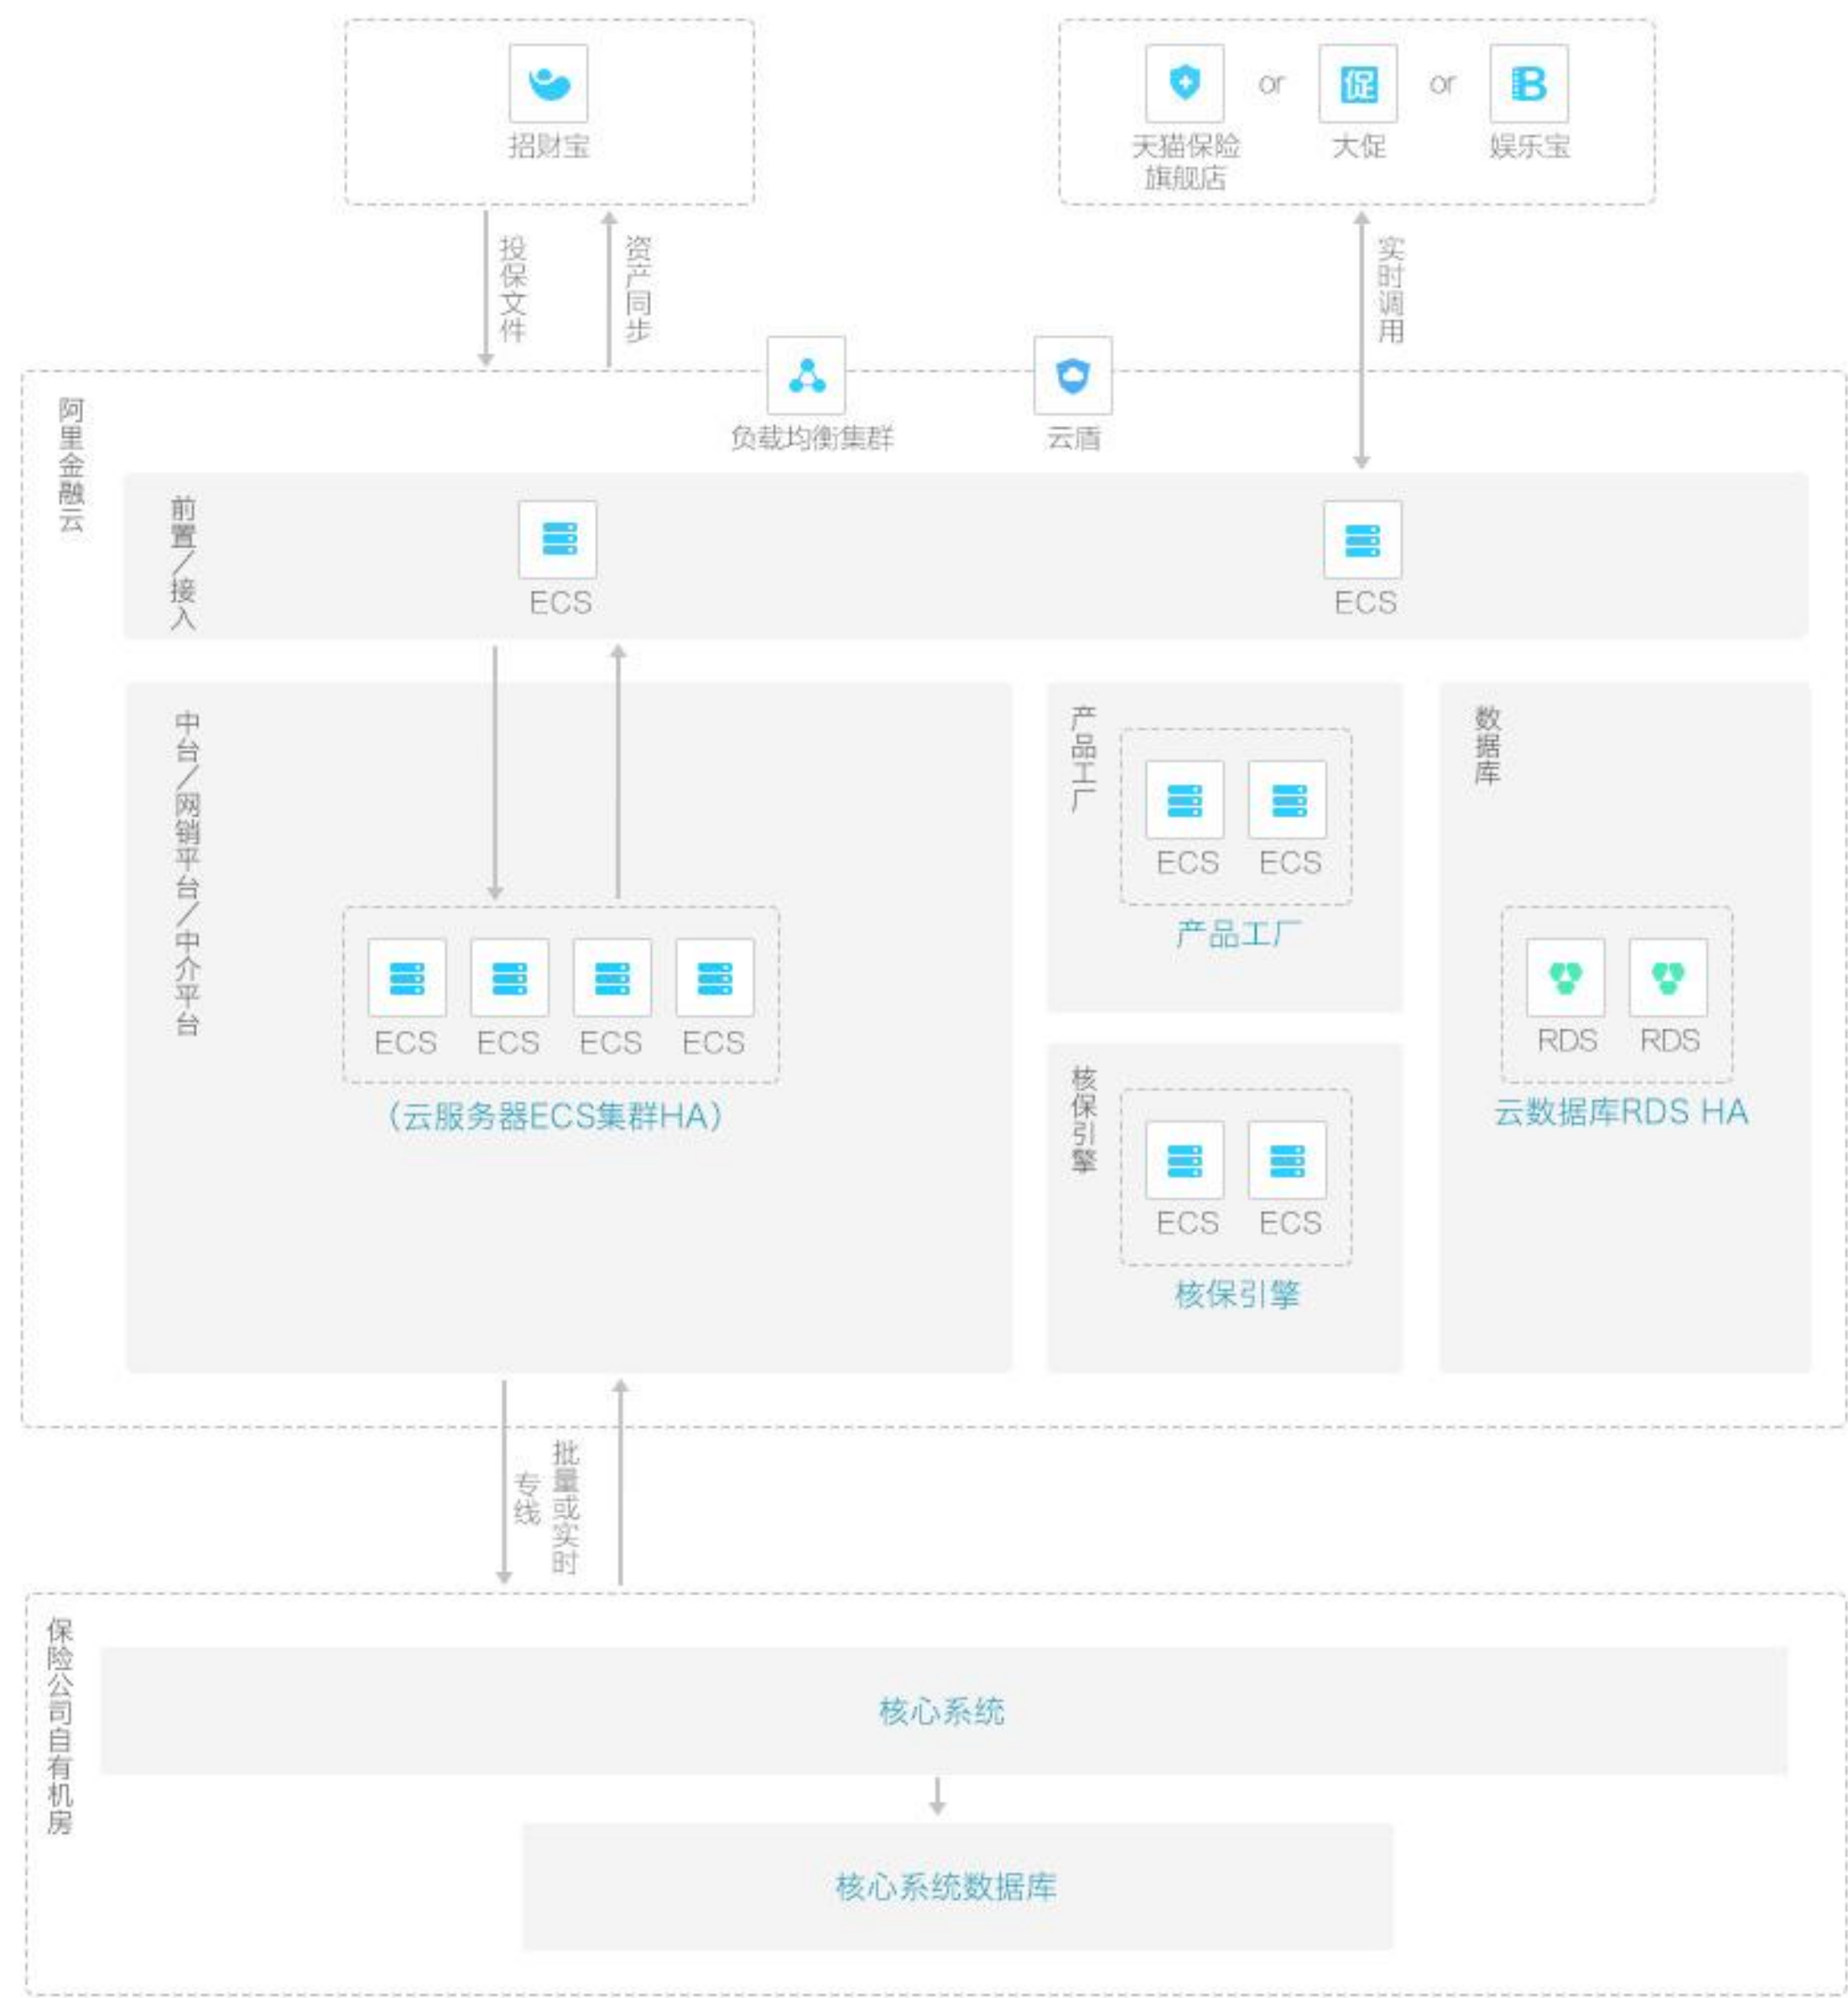 招财宝
天猫保险
旗舰店
or
大促
or
娱乐宝
促
投保文件
资产同步
实时调用
负载均衡集群
云盾
阿里金融云
前置/接入
ECS
ECS
中台/网销平台/中介平台
ECS
ECS
ECS
ECS
(云服务器ECS集群HA)
产品工厂
ECS
ECS
产品工厂
核保引擎
ECS
ECS
核保引擎
数据库
RDS
RDS
云数据库RDS HA
专线
批量或实时
保险公司自有机房
核心系统
核心系统数据库